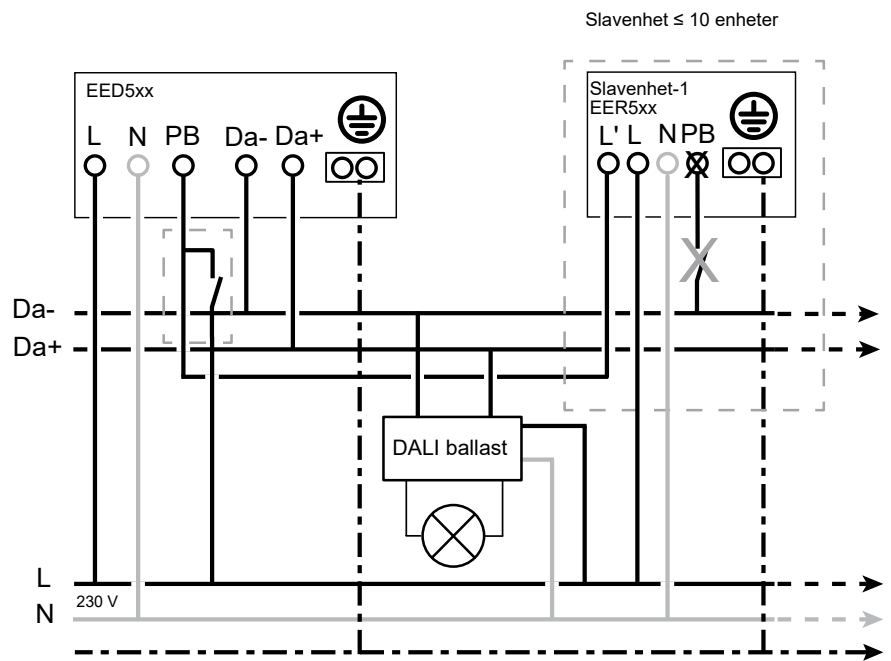 Slavenhet ≤ 10 enheter
EED5xx
L N PB Da- Da+
Slavenhet-1
EER5xx
L' L N PB
Da-
Da+
DALI ballast
L
230 V
N